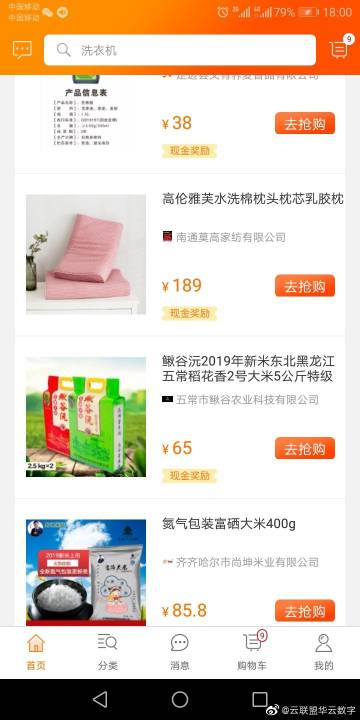 中国移动
中国移动
79%
18:00
洗衣机
9
产品信息表
¥38
去抢购
现金奖励
高伦雅芙水洗棉枕头枕芯乳胶枕
南通莫高家纺有限公司
¥189
去抢购
现金奖励
鳅谷沅2019年新米东北黑龙江
五常稻花香2号大米5公斤特级
五常市鳅谷农业科技有限公司
2.5 kg×2
¥65
去抢购
现金奖励
氮气包装富硒大米400g
2019新米上市
齐齐哈尔市尚坤米业有限公司
¥85.8
去抢购
首页
分类
消息
9
购物车
我的
@云联盟华云数字